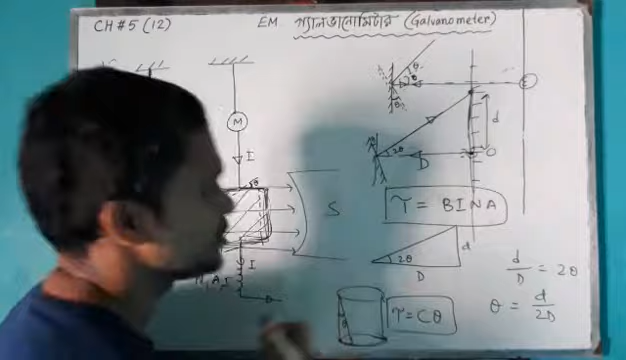 CH # 5 (12) EM গ্যালভানোমিটার (Galvanometer)
M
I
S
I
θ
2θ
d
D
O
τ = BINA
2θ
d
D
d/D = 2θ
θ = d/2D
τ = Cθ